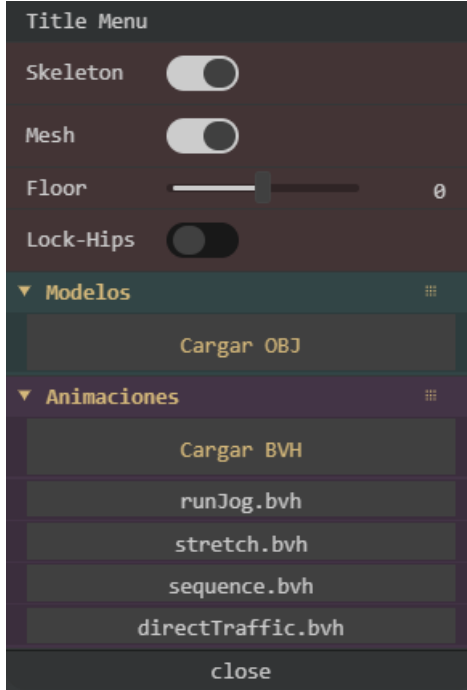 Title Menu
Skeleton
Mesh
Floor 0
Lock-Hips
Modelos
Cargar OBJ
Animaciones
Cargar BVH
runJog.bvh
stretch.bvh
sequence.bvh
directTraffic.bvh
close